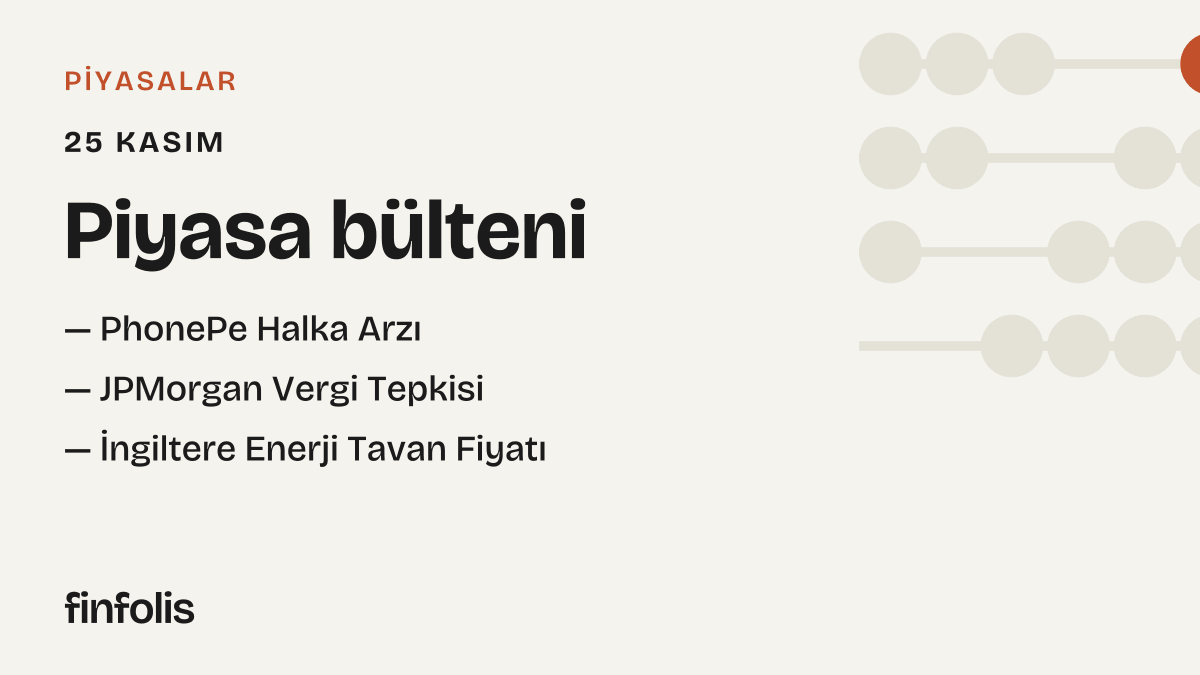 PİYASALAR
25 KASIM
Piyasa bülteni
— PhonePe Halka Arzı
— JPMorgan Vergi Tepkisi
— İngiltere Enerji Tavan Fiyatı
finfolis